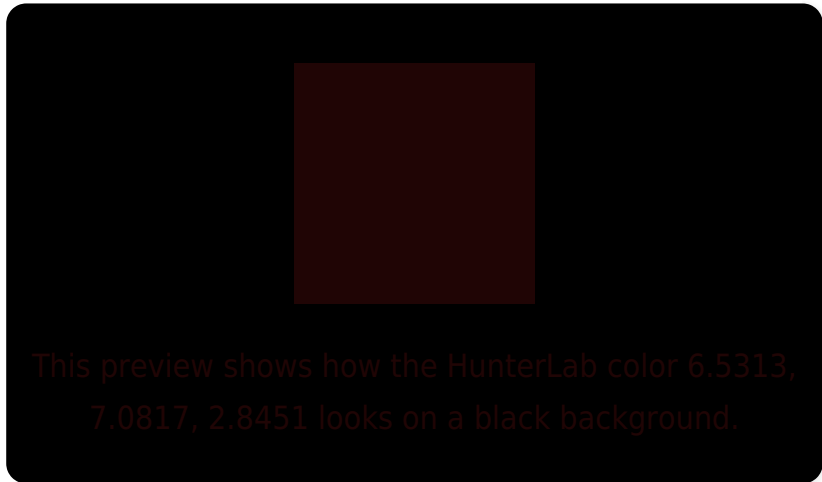 This preview shows how the HunterLab color 6.5313,
7.0817, 2.8451 looks on a black background.